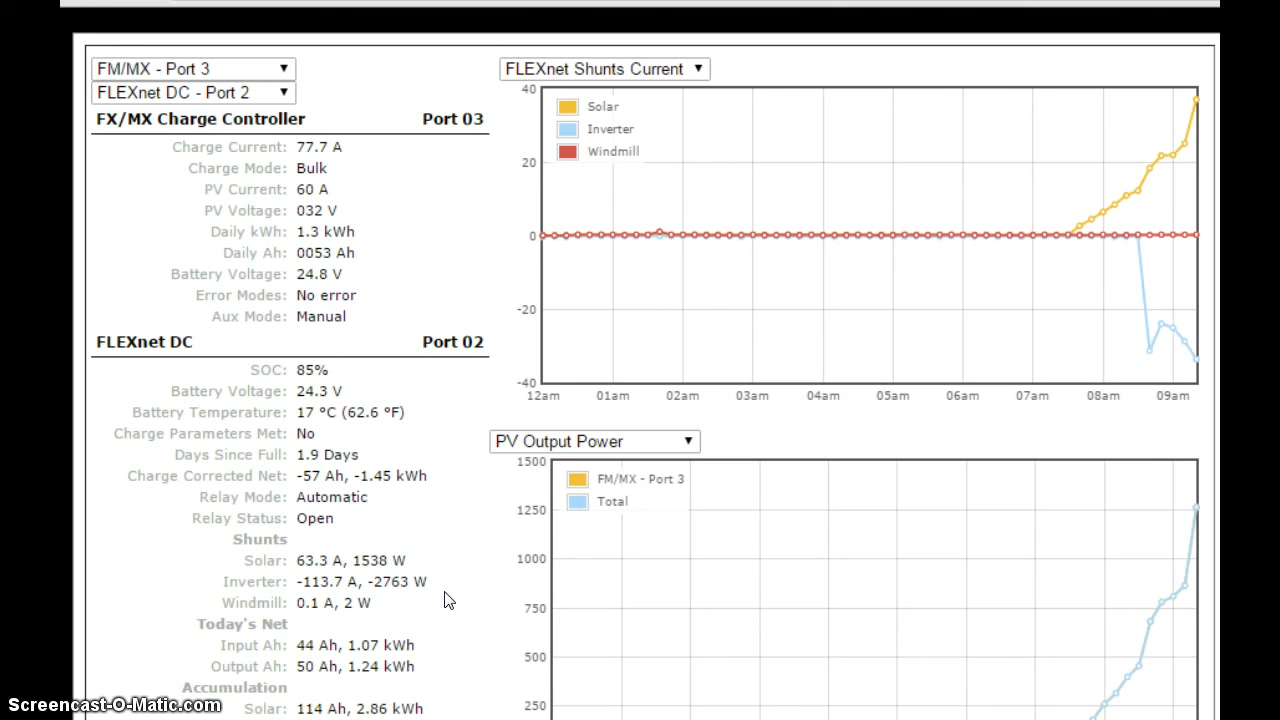 FM/MX - Port 3
FLEXnet DC - Port 2
FX/MX Charge Controller Port 03
Charge Current: 77.7 A
Charge Mode: Bulk
PV Current: 60 A
PV Voltage: 032 V
Daily kWh: 1.3 kWh
Daily Ah: 0053 Ah
Battery Voltage: 24.8 V
Error Modes: No error
Aux Mode: Manual
FLEXnet DC Port 02
SOC: 85%
Battery Voltage: 24.3 V
Battery Temperature: 17 °C (62.6 °F)
Charge Parameters Met: No
Days Since Full: 1.9 Days
Charge Corrected Net: -57 Ah, -1.45 kWh
Relay Mode: Automatic
Relay Status: Open
Shunts
Solar: 63.3 A, 1538 W
Inverter: -113.7 A, -2763 W
Windmill: 0.1 A, 2 W
Today's Net
Input Ah: 44 Ah, 1.07 kWh
Output Ah: 50 Ah, 1.24 kWh
Accumulation
Solar: 114 Ah, 2.86 kWh
FLEXnet Shunts Current
Solar
Inverter
Windmill
40
20
0
-20
-40
12am 01am 02am 03am 04am 05am 06am 07am 08am 09am
PV Output Power
FM/MX - Port 3
Total
1500
1250
1000
750
500
250
Screencast-O-Matic.com